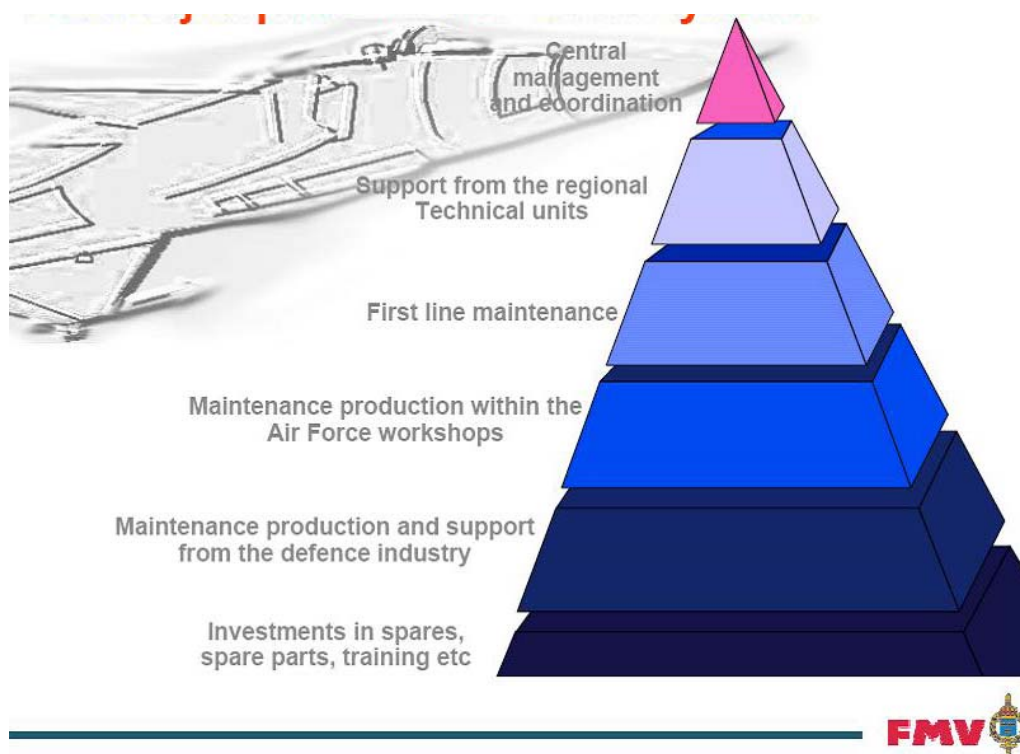 Central
management
and coordination
Support from the regional
Technical units
First line maintenance
Maintenance production within the
Air Force workshops
Maintenance production and support
from the defence industry
Investments in spares,
spare parts, training etc
FMV